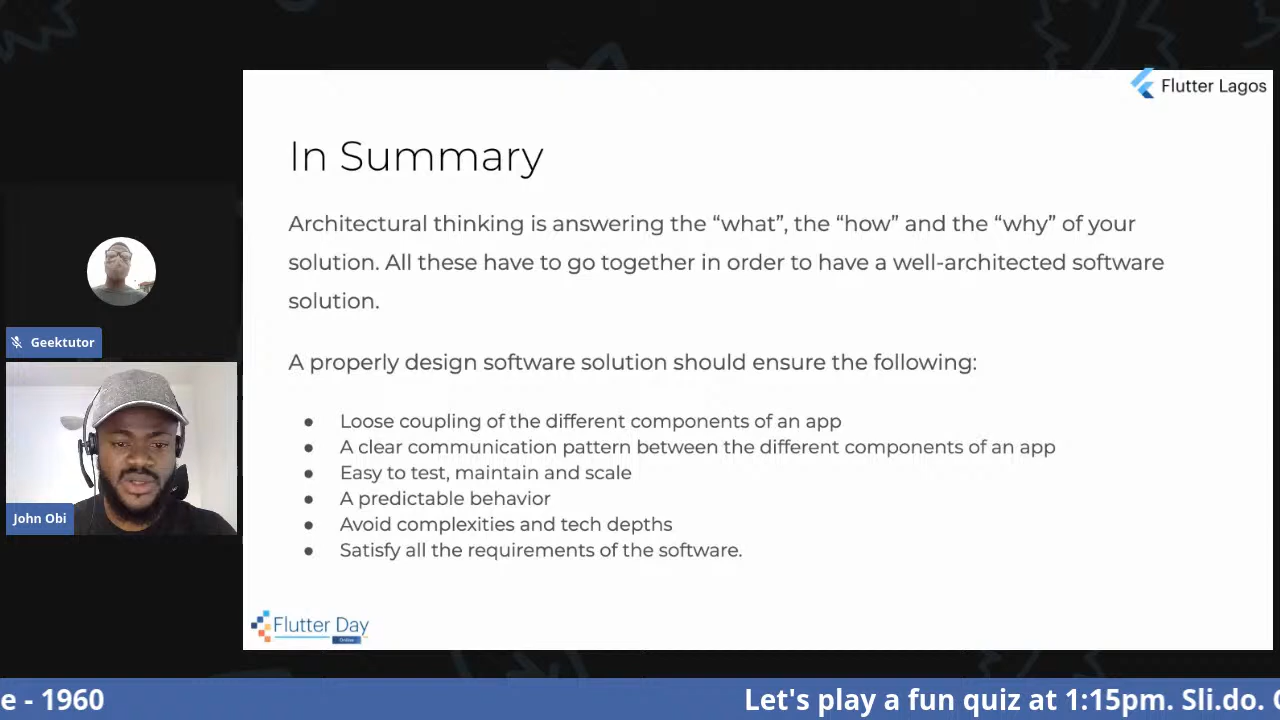 Flutter Lagos
In Summary
Architectural thinking is answering the “what”, the “how” and the “why” of your
solution. All these have to go together in order to have a well-architected software
solution.
A properly design software solution should ensure the following:
● Loose coupling of the different components of an app
● A clear communication pattern between the different components of an app
● Easy to test, maintain and scale
● A predictable behavior
● Avoid complexities and tech depths
● Satisfy all the requirements of the software.
Geektutor
John Obi
Flutter Day
Online
e - 1960
Let's play a fun quiz at 1:15pm. Sli.do.